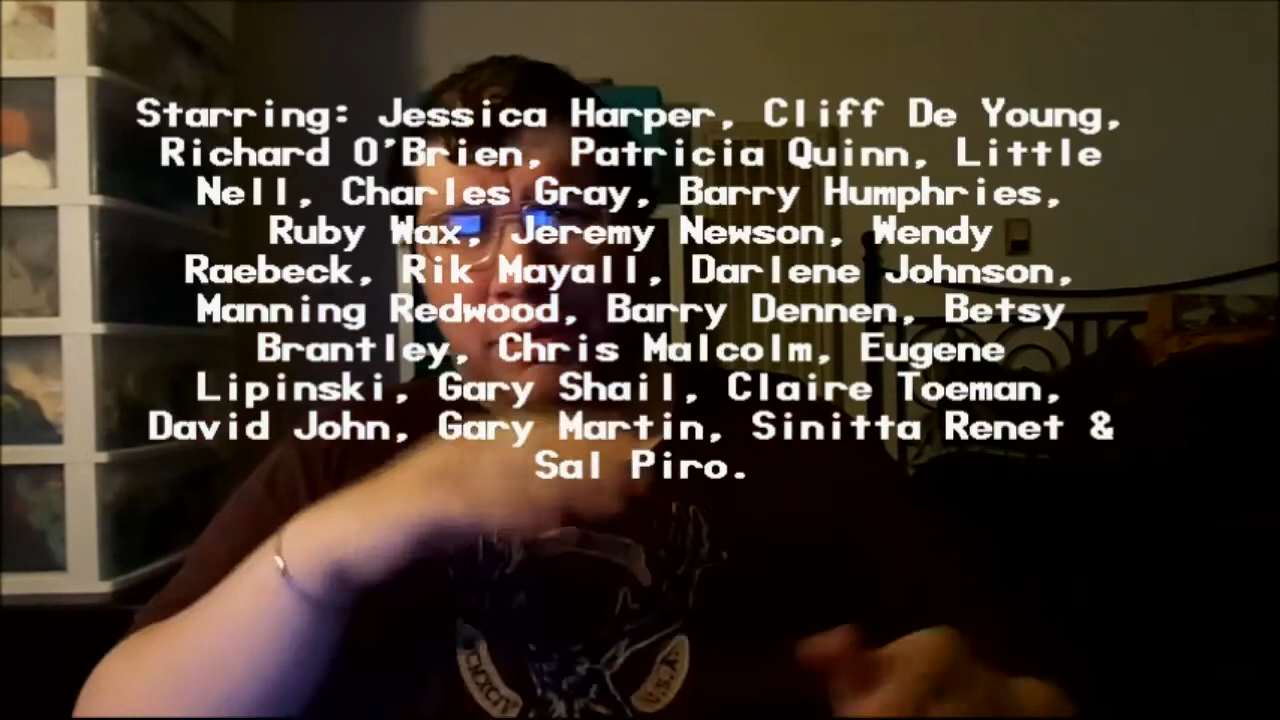 Starring: Jessica Harper, Cliff De Young,
Richard O'Brien, Patricia Quinn, Little
Nell, Charles Gray, Barry Humphries,
Ruby Wax, Jeremy Newson, Wendy
Raebeck, Rik Mayall, Darlene Johnson,
Manning Redwood, Barry Dennen, Betsy
Brantley, Chris Malcolm, Eugene
Lipinski, Gary Shail, Claire Toeman,
David John, Gary Martin, Sinitta Renet &
Sal Piro.
U.S.A.